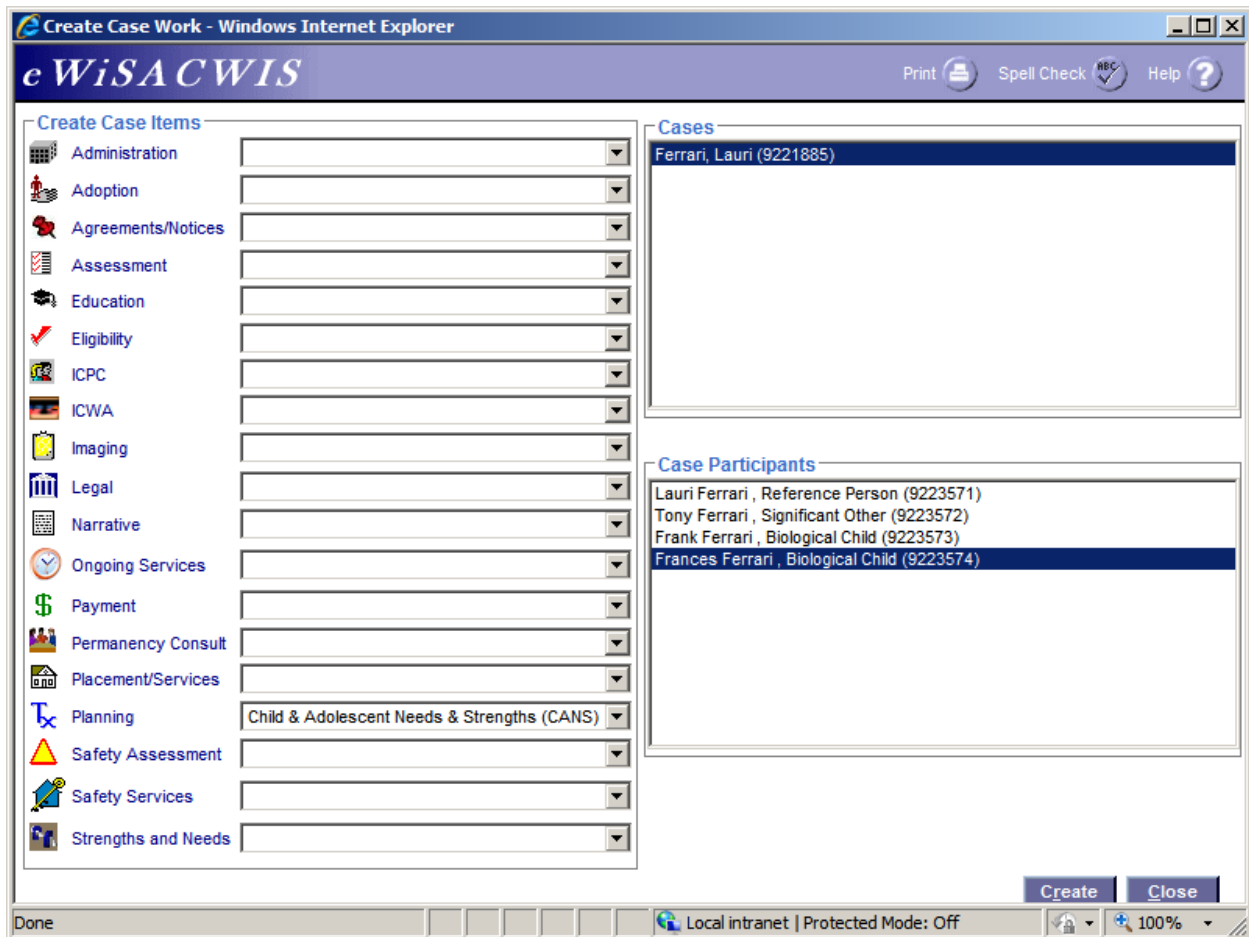 Create Case Work - Windows Internet Explorer
eWiSACWIS
Print
Spell Check
ABC
Help
?
Create Case Items
Administration
Adoption
Agreements/Notices
Assessment
Education
Eligibility
ICPC
ICWA
Imaging
Legal
Narrative
Ongoing Services
$ Payment
Permanency Consult
Placement/Services
Tx Planning Child & Adolescent Needs & Strengths (CANS)
Safety Assessment
Safety Services
Strengths and Needs
Cases
Ferrari, Lauri (9221885)
Case Participants
Lauri Ferrari , Reference Person (9223571)
Tony Ferrari , Significant Other (9223572)
Frank Ferrari , Biological Child (9223573)
Frances Ferrari , Biological Child (9223574)
Create Close
Done Local intranet | Protected Mode: Off 100%